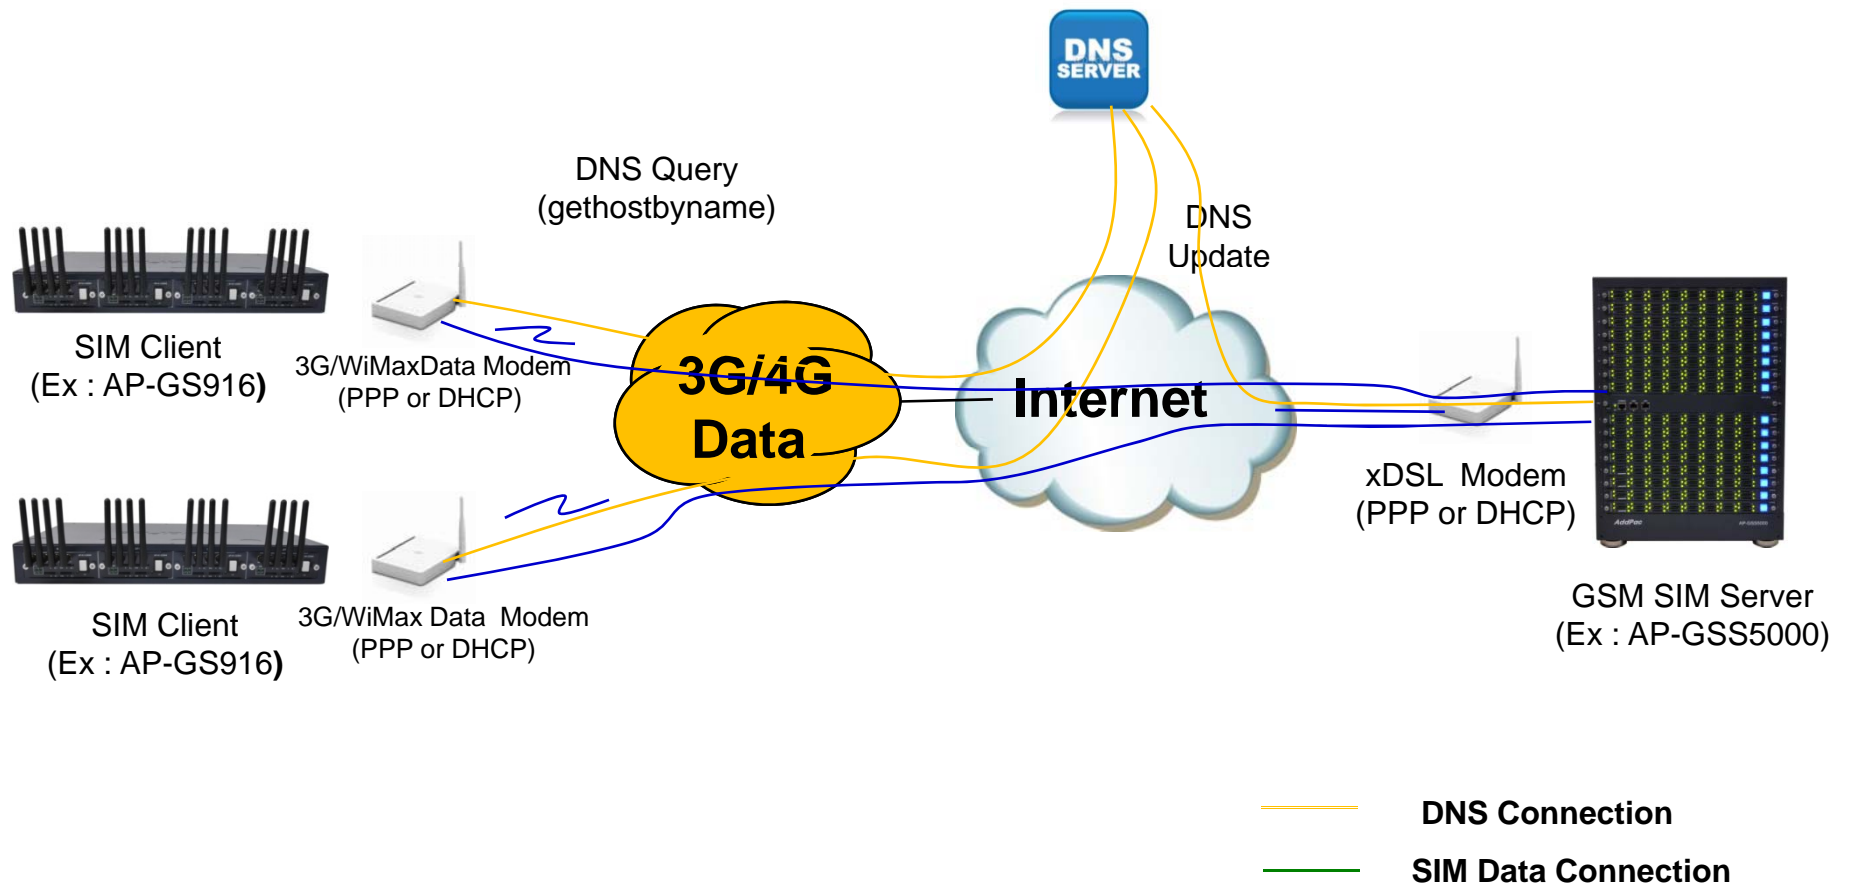 DNS
SERVER
DNS Query
(gethostbyname)
DNS
Update
SIM Client
(Ex : AP-GS916)
3G/WiMaxData Modem
(PPP or DHCP)
3G/4G
Data
Internet
xDSL  Modem
(PPP or DHCP)
AddPac
GSM SIM Server
(Ex : AP-GSS5000)
SIM Client
(Ex : AP-GS916)
3G/WiMax Data  Modem
(PPP or DHCP)
DNS Connection
SIM Data Connection